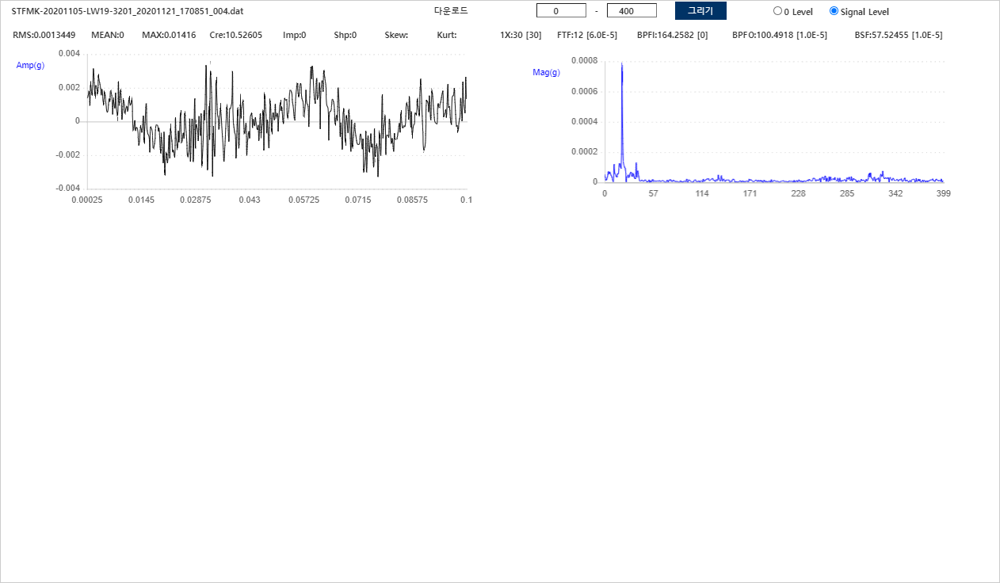 STFMK-20201105-LW19-3201_20201121_170851_004.dat 다운로드 0 - 400 그리기 0 Level Signal Level
RMS:0.0013449 MEAN:0 MAX:0.01416 Cre:10.52605 Imp:0 Shp:0 Skew: Kurt: 1X:30 [30] FTF:12 [6.0E-5] BPFI:164.2582 [0] BPFO:100.4918 [1.0E-5] BSF:57.52455 [1.0E-5]
Amp(g)
0.004
0.002
0
-0.002
-0.004
0.00025 0.0145 0.02875 0.043 0.05725 0.0715 0.08575 0.1
Mag(g)
0.0008
0.0006
0.0004
0.0002
0
0 57 114 171 228 285 342 399